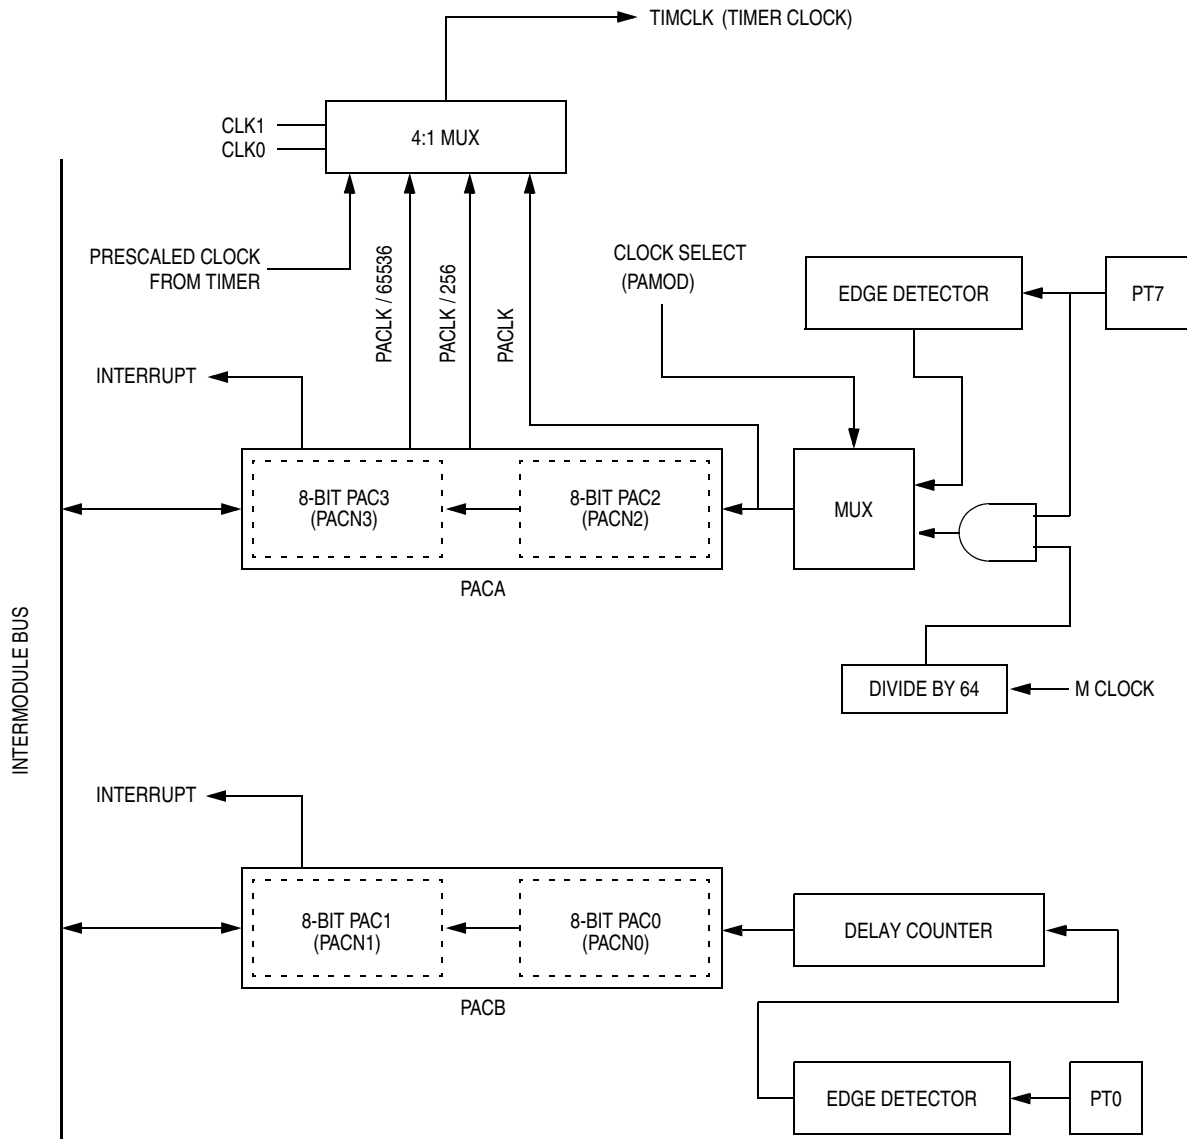 TIMCLK (TIMER CLOCK)
CLK1
CLK0
4:1 MUX
PRESCALED CLOCK
FROM TIMER
PACLK / 65536
PACLK / 256
PACLK
CLOCK SELECT
(PAMOD)
EDGE DETECTOR
PT7
INTERRUPT
8-BIT PAC3
(PACN3)
8-BIT PAC2
(PACN2)
MUX
PACA
INTERMODULE BUS
DIVIDE BY 64
M CLOCK
INTERRUPT
8-BIT PAC1
(PACN1)
8-BIT PAC0
(PACN0)
DELAY COUNTER
PACB
EDGE DETECTOR
PT0